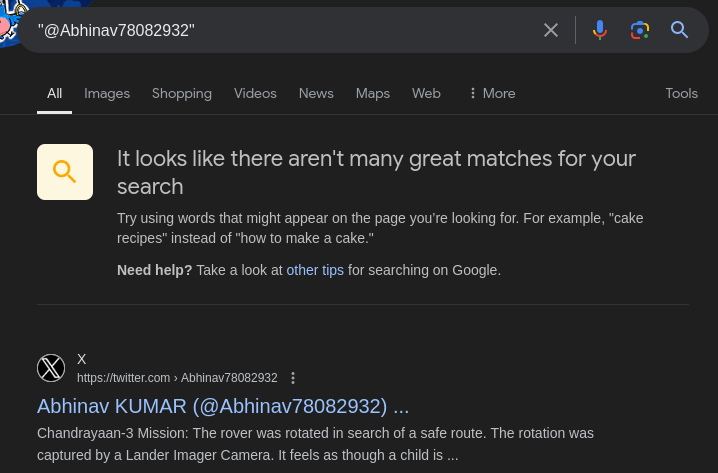 "@Abhinav78082932"
All Images Shopping Videos News Maps Web More Tools
It looks like there aren't many great matches for your
search
Try using words that might appear on the page you're looking for. For example, "cake
recipes" instead of "how to make a cake."
Need help? Take a look at other tips for searching on Google.
X
https://twitter.com › Abhinav78082932
Abhinav KUMAR (@Abhinav78082932) ...
Chandrayaan-3 Mission: The rover was rotated in search of a safe route. The rotation was
captured by a Lander Imager Camera. It feels as though a child is ...